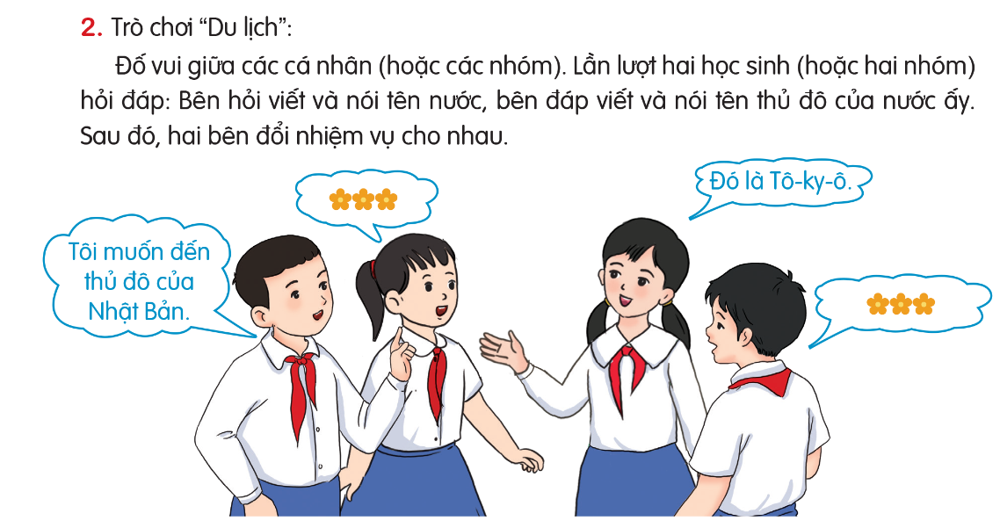 2. Trò chơi “Du lịch”:
Đố vui giữa các cá nhân (hoặc các nhóm). Lần lượt hai học sinh (hoặc hai nhóm)
hỏi đáp: Bên hỏi viết và nói tên nước, bên đáp viết và nói tên thủ đô của nước ấy.
Sau đó, hai bên đổi nhiệm vụ cho nhau.
Tôi muốn đến
thủ đô của
Nhật Bản.
Đó là Tô-ky-ô.